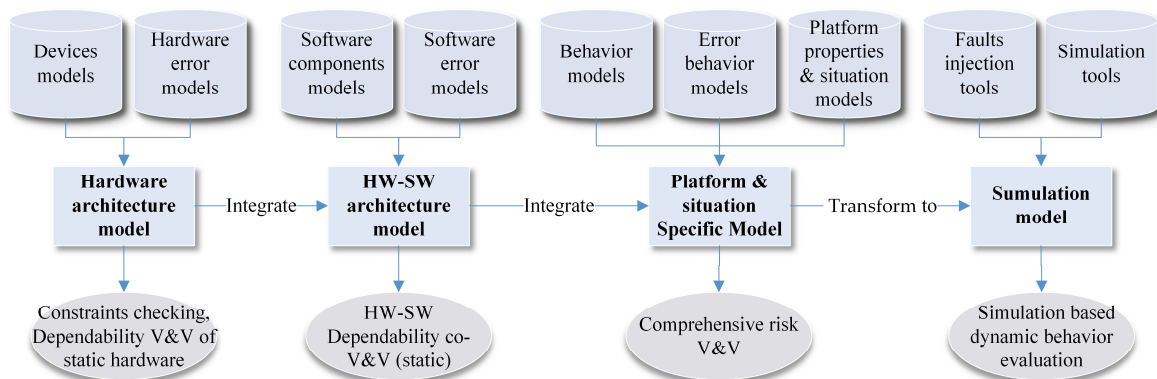 Devices
models
Hardware
error
models
Software
components
models
Software
error
models
Behavior
models
Error
behavior
models
Platform
properties
& situation
models
Faults
injection
tools
Simulation
tools
Hardware
architecture
model
Integrate
HW-SW
architecture
model
Integrate
Platform &
situation
Specific Model
Transform to
Sumulation
model
Constraints checking,
Dependability V&V of
static hardware
HW-SW
Dependability co-
V&V (static)
Comprehensive risk
V&V
Simulation based
dynamic behavior
evaluation